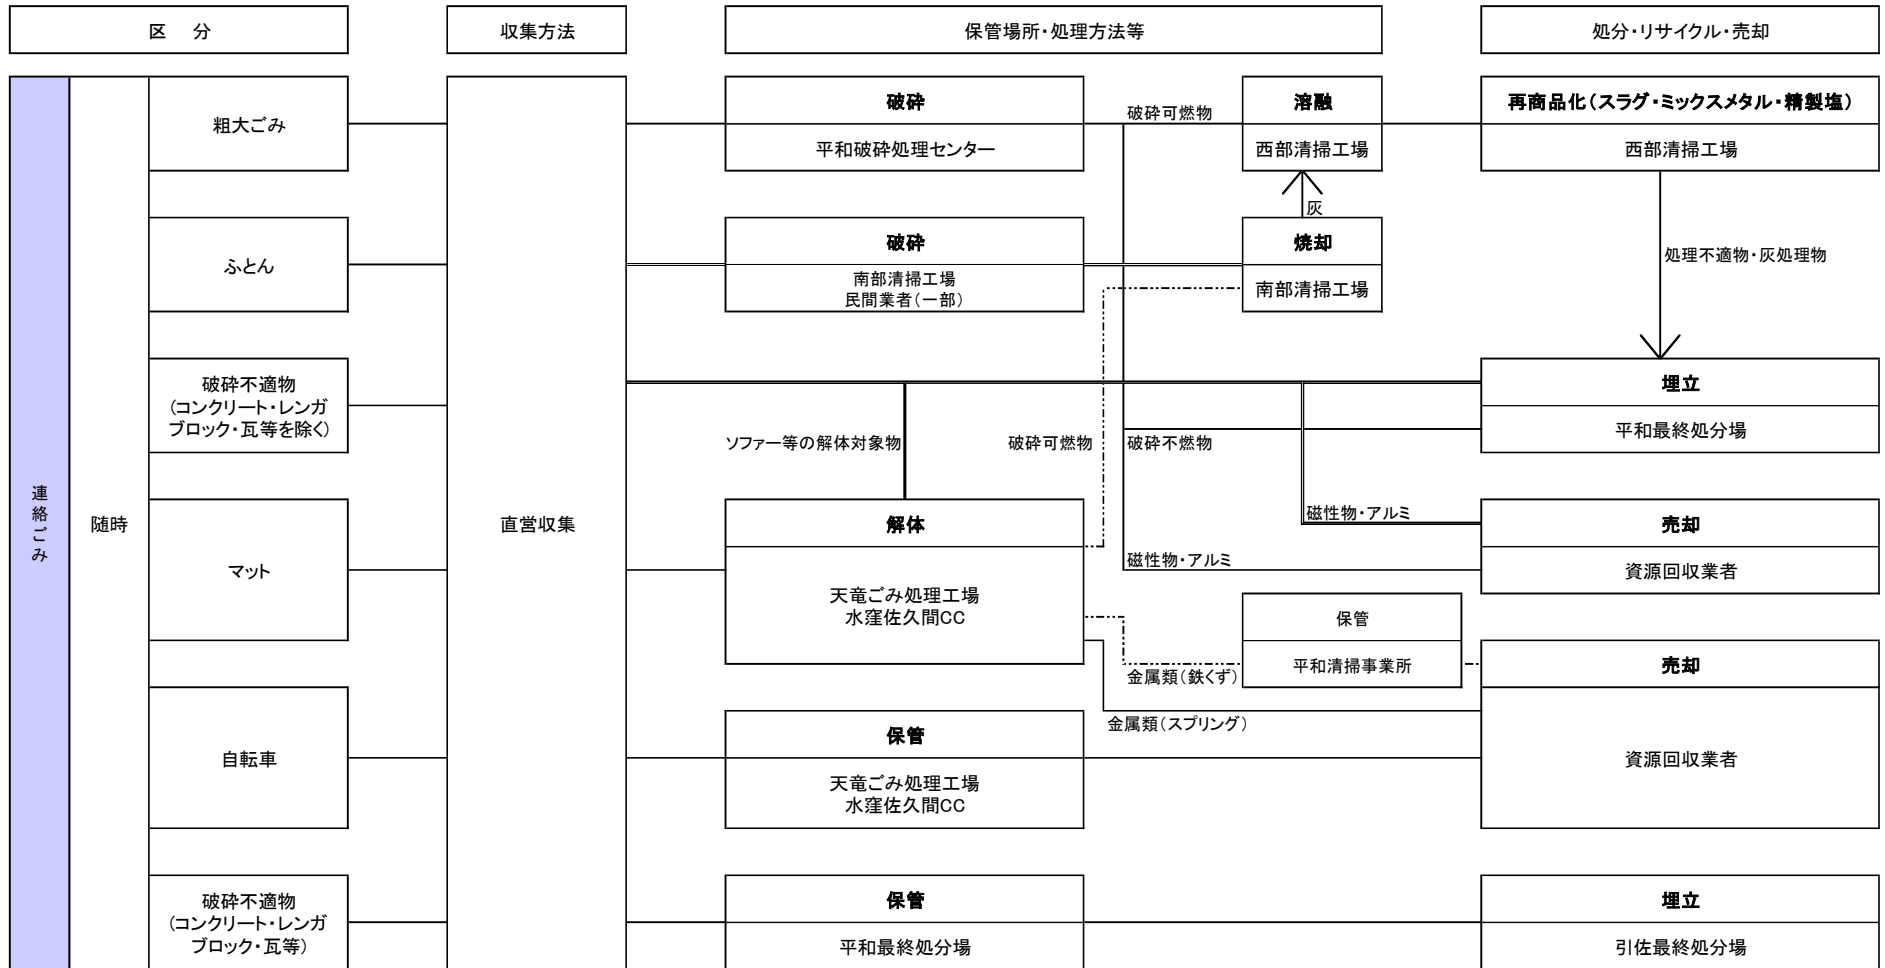 区　分
収集方法
保管場所・処理方法等
処分・リサイクル・売却
連絡ごみ
随時
直営収集
粗大ごみ
破砕
平和破砕処理センター
破砕可燃物
溶融
西部清掃工場
再商品化（スラグ・ミックスメタル・精製塩）
西部清掃工場
灰
処理不適物・灰処理物
ふとん
破砕
南部清掃工場
民間業者（一部）
焼却
南部清掃工場
破砕不適物
（コンクリート・レンガ
ブロック・瓦等を除く）
ソファー等の解体対象物
破砕可燃物
破砕不燃物
埋立
平和最終処分場
マット
解体
天竜ごみ処理工場
水窪佐久間CC
磁性物・アルミ
磁性物・アルミ
売却
資源回収業者
保管
平和清掃事業所
金属類（鉄くず）
金属類（スプリング）
売却
資源回収業者
自転車
保管
天竜ごみ処理工場
水窪佐久間CC
破砕不適物
（コンクリート・レンガ
ブロック・瓦等）
保管
平和最終処分場
埋立
引佐最終処分場